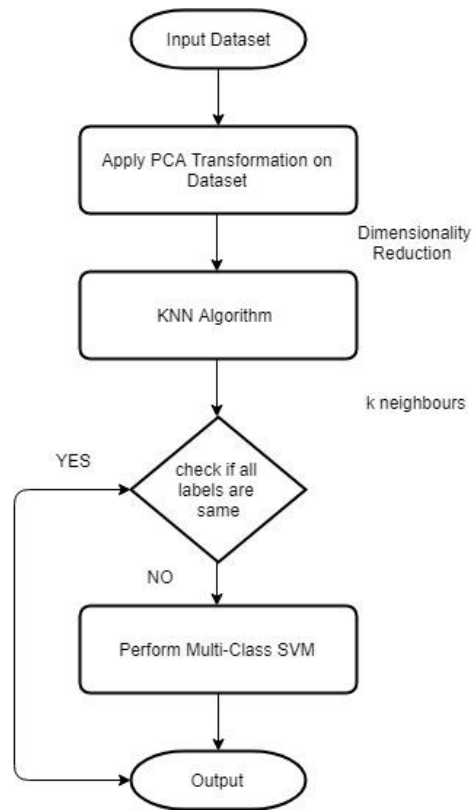 Input Dataset
Apply PCA Transformation on
Dataset
Dimensionality
Reduction
KNN Algorithm
k neighbours
YES
check if all
labels are
same
NO
Perform Multi-Class SVM
Output